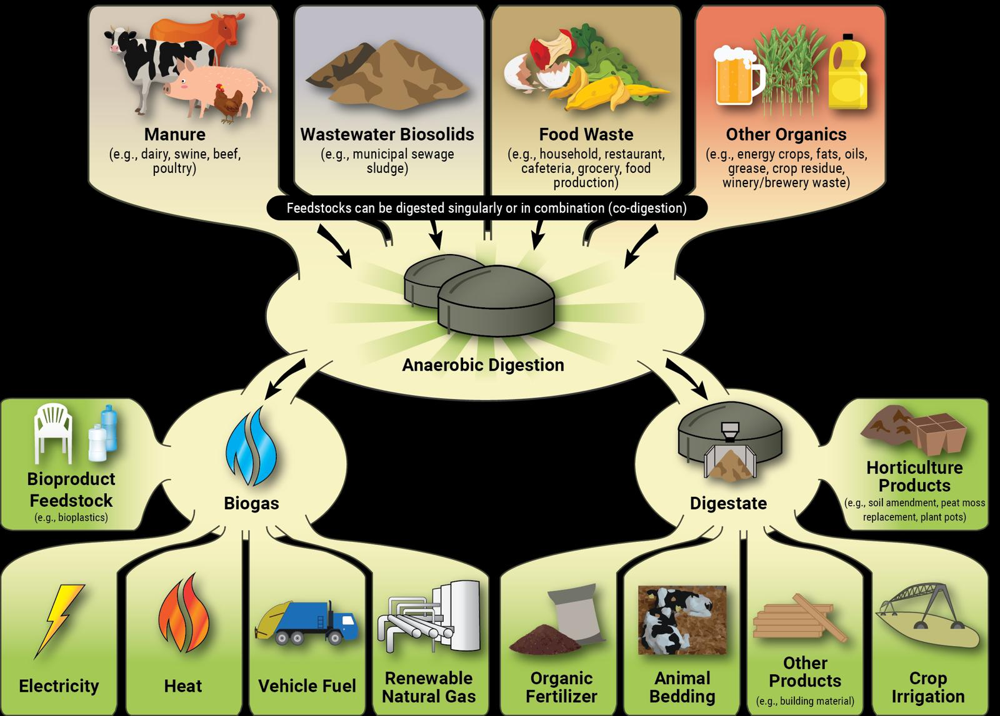 Manure
(e.g., dairy, swine, beef,
poultry)
Wastewater Biosolids
(e.g., municipal sewage
sludge)
Food Waste
(e.g., household, restaurant,
cafeteria, grocery, food
production)
Other Organics
(e.g., energy crops, fats, oils,
grease, crop residue,
winery/brewery waste)
Feedstocks can be digested singularly or in combination (co-digestion)
Anaerobic Digestion
Bioproduct
Feedstock
(e.g., bioplastics)
Biogas
Digestate
Horticulture
Products
(e.g., soil amendment, peat moss
replacement, plant pots)
Electricity
Heat
Vehicle Fuel
Renewable
Natural Gas
Organic
Fertilizer
Animal
Bedding
Other
Products
(e.g., building material)
Crop
Irrigation